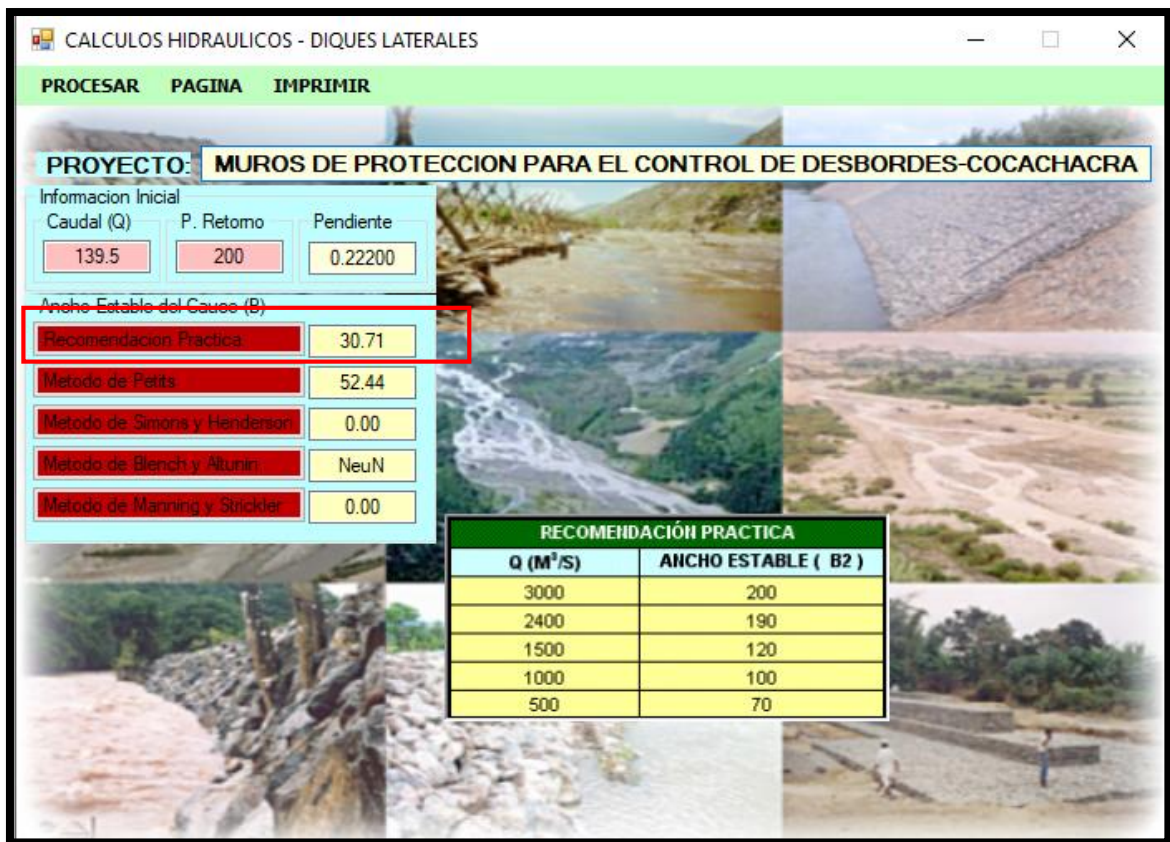 CALCULOS HIDRAULICOS - DIQUES LATERALES
PROCESAR PAGINA IMPRIMIR
PROYECTO: MUROS DE PROTECCION PARA EL CONTROL DE DESBORDES-COCACHACRA
Informacion Inicial
Caudal (Q) P. Retorno Pendiente
139.5 200 0.22200
Ancho Estable del Cauce (B)
Recomendacion Practica 30.71
Metodo de Petits 52.44
Metodo de Simons y Henderson 0.00
Metodo de Blench y Altunin NeuN
Metodo de Manning y Strickler 0.00
RECOMENDACIÓN PRACTICA
Q (M³/S) ANCHO ESTABLE ( B2 )
3000 200
2400 190
1500 120
1000 100
500 70